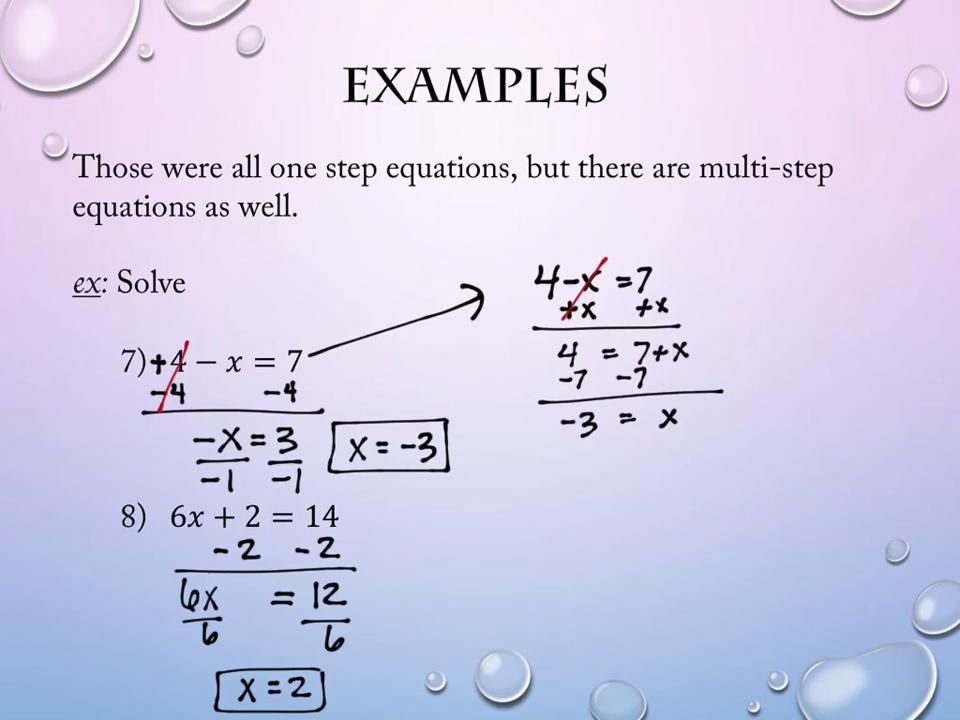 EXAMPLES
Those were all one step equations, but there are multi-step
equations as well.
ex: Solve
7) +4 − x = 7
-4 -4
-x = 3
-1 -1
x = -3
4-x = 7
+x +x
4 = 7+x
-7 -7
-3 = x
8) 6x + 2 = 14
-2 -2
6x = 12
6 6
x = 2